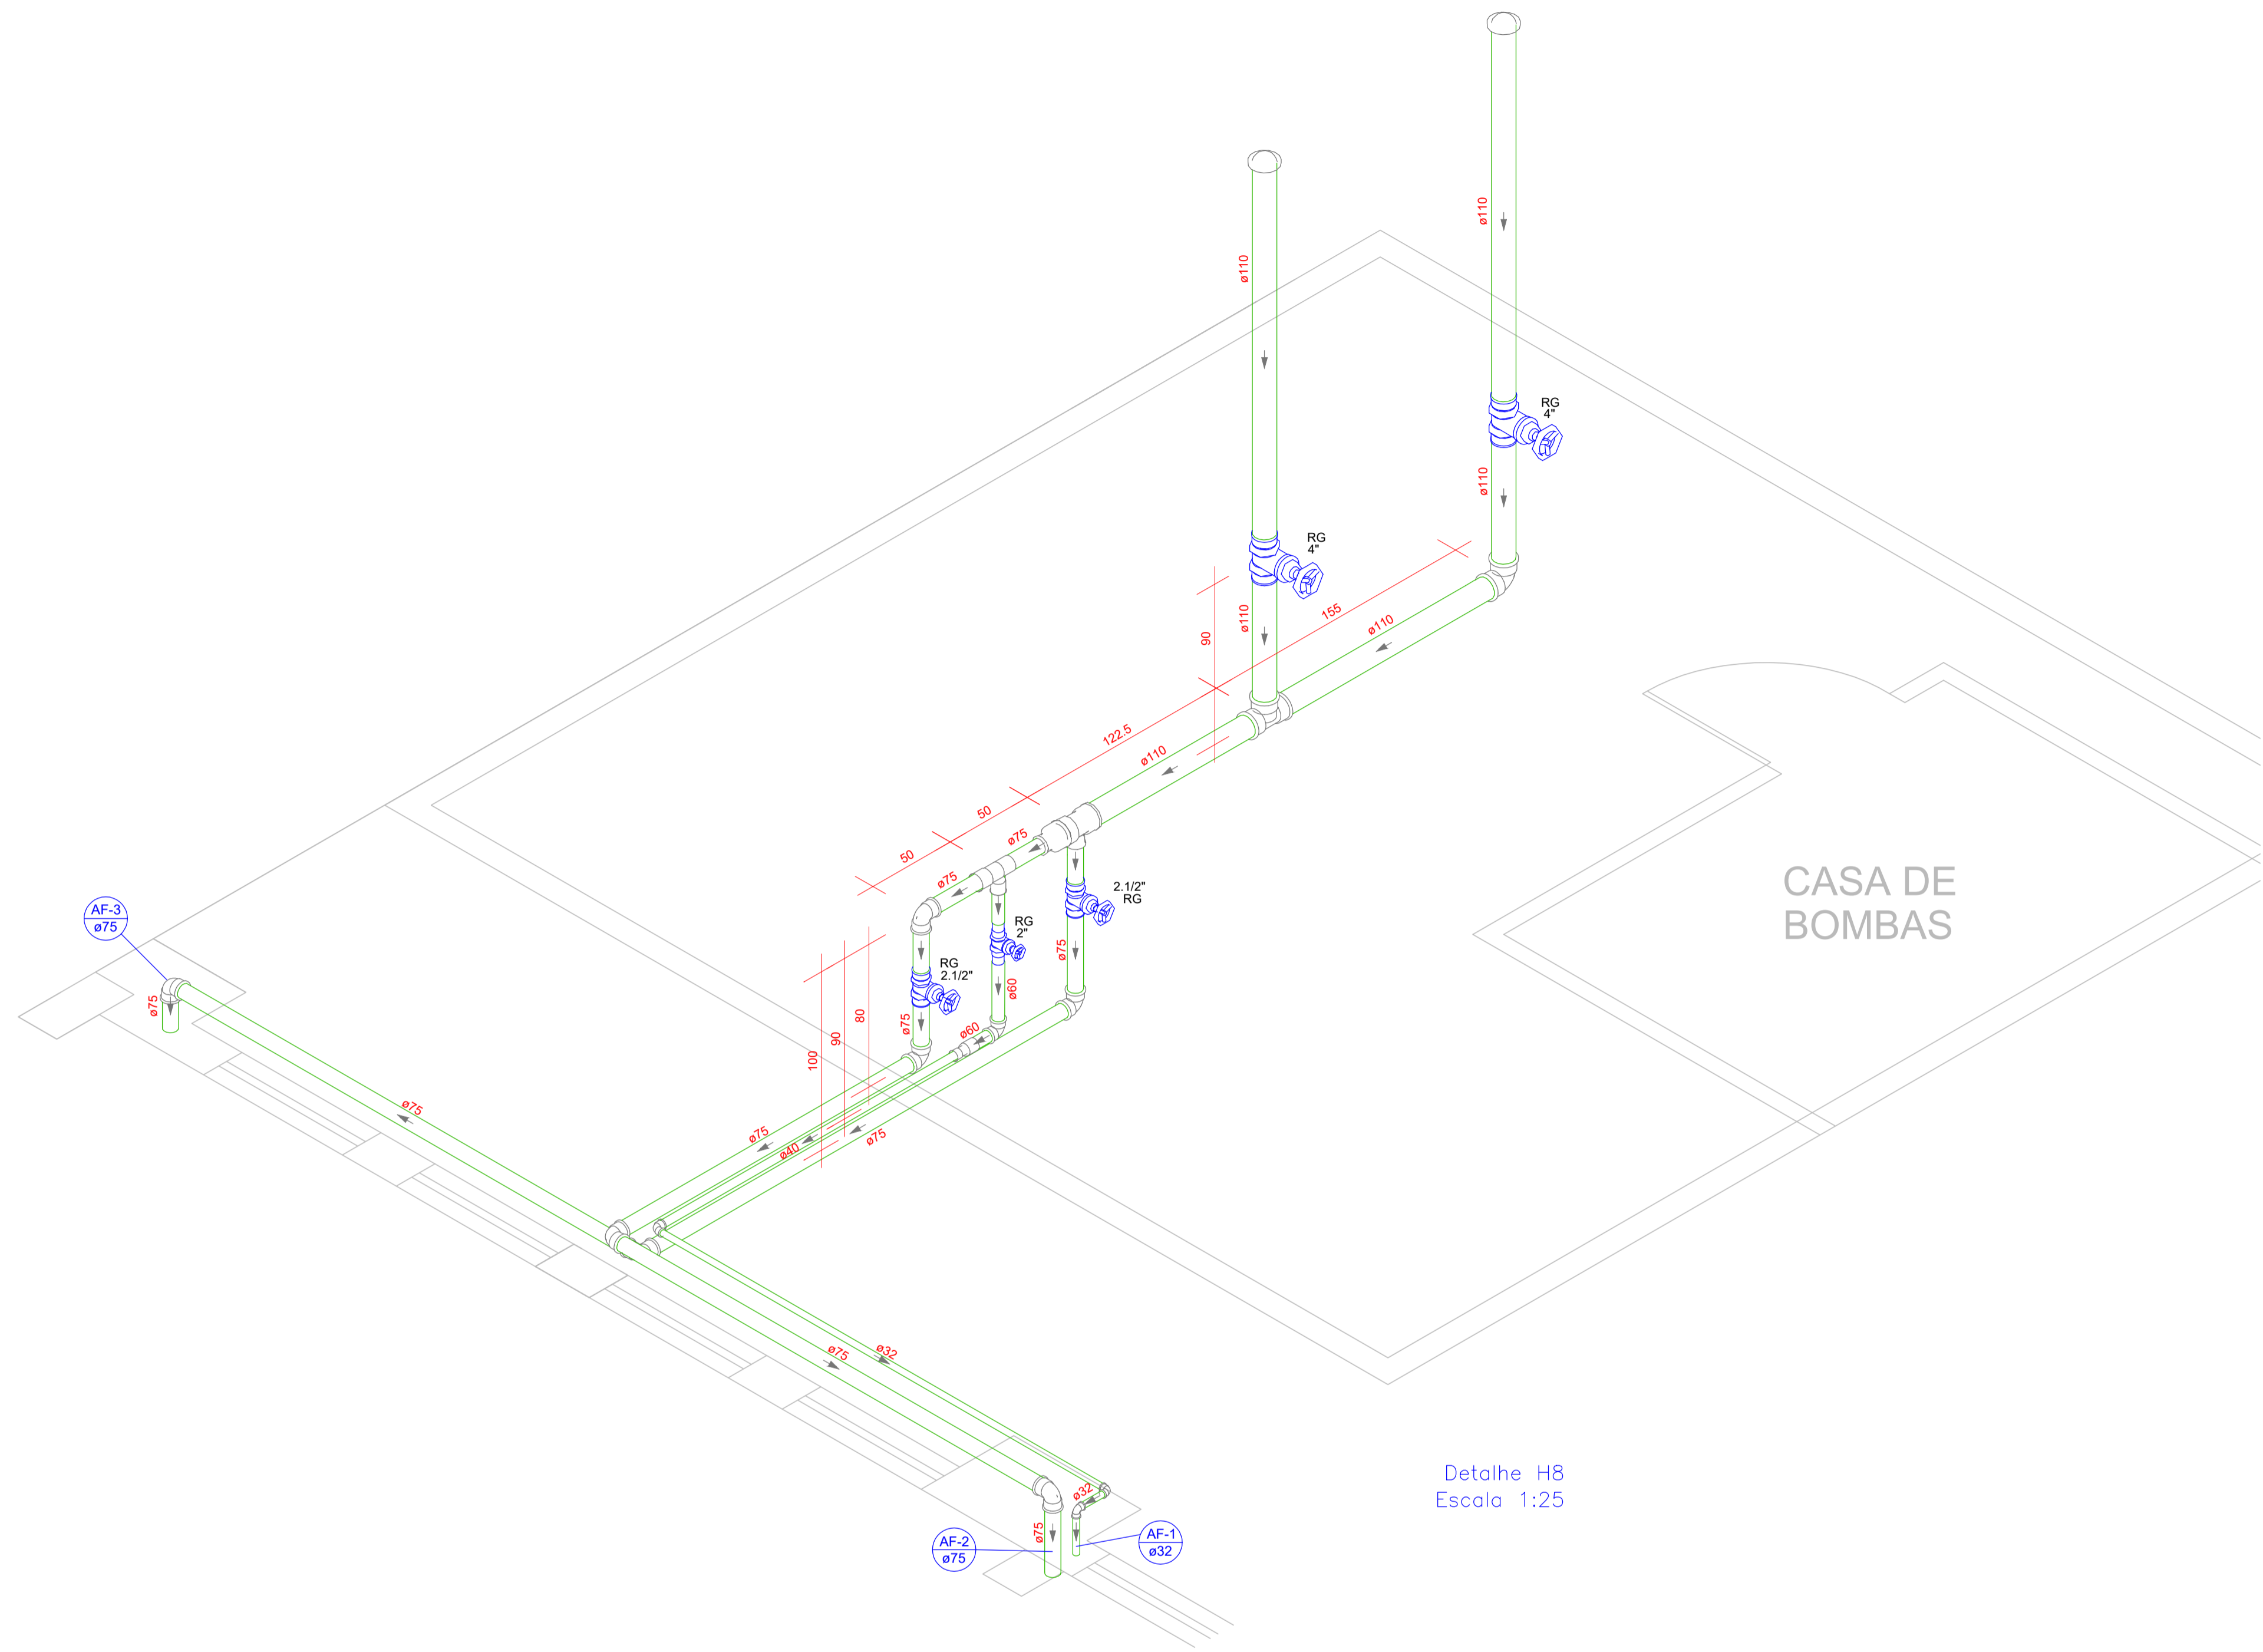 ø110
ø110
RG
4"
ø110
RG
4"
ø110
90
155
ø110
122.5
ø110
50
ø75
50
ø75
2.1/2"
RG
RG
2"
ø75
RG
2.1/2"
ø60
ø75
ø60
80
90
100
AF-3
ø75
ø75
ø75
ø75
ø40
ø75
CASA DE
BOMBAS
ø75
ø32
ø32
ø75
AF-2
ø75
AF-1
ø32
Detalhe H8
Escala 1:25